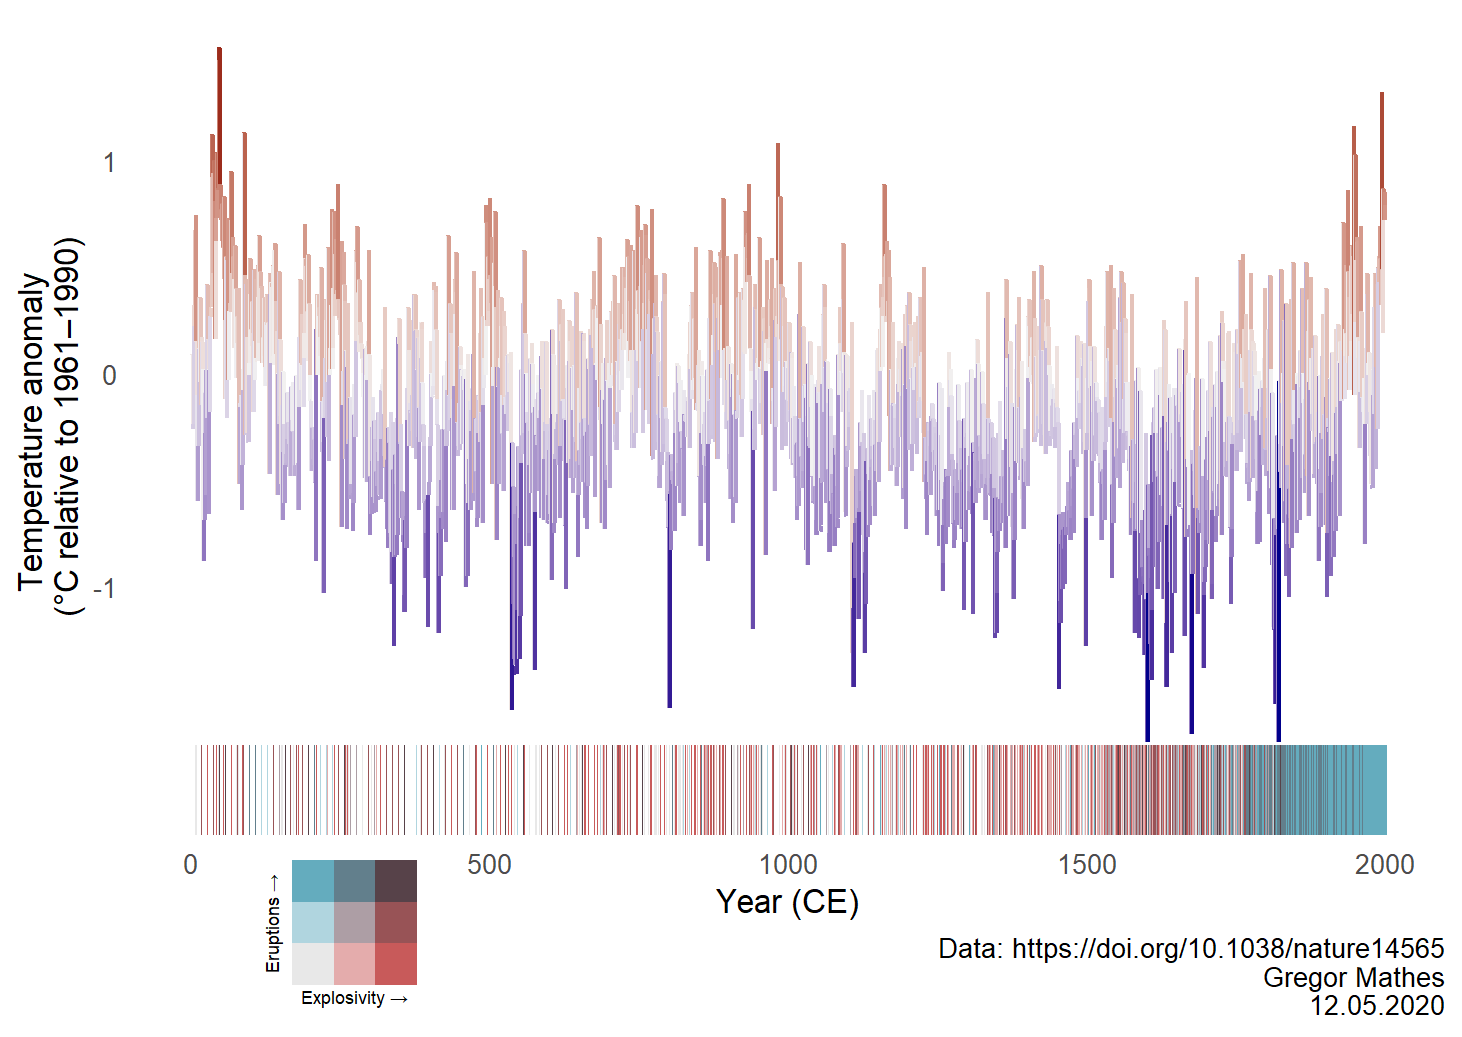 Temperature anomaly
(°C relative to 1961–1990)
1
0
-1
0
500
1000
1500
2000
Year (CE)
Eruptions →
Explosivity →
Data: https://doi.org/10.1038/nature14565
Gregor Mathes
12.05.2020